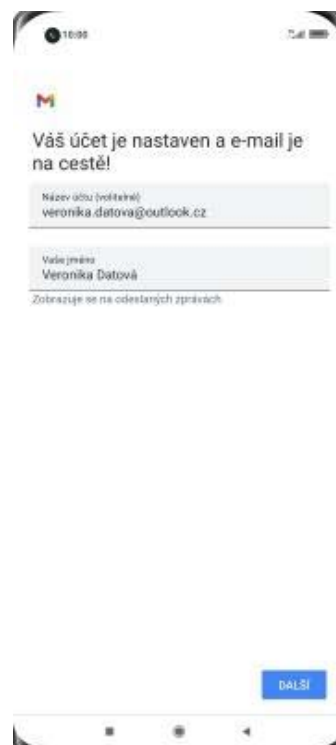 10:00
Váš účet je nastaven a e-mail je
na cestě!
Název účtu (volitelné)
veronika.datova@outlook.cz
Vaše jméno
Veronika Datová
Zobrazuje se na odeslaných zprávách
DALŠÍ